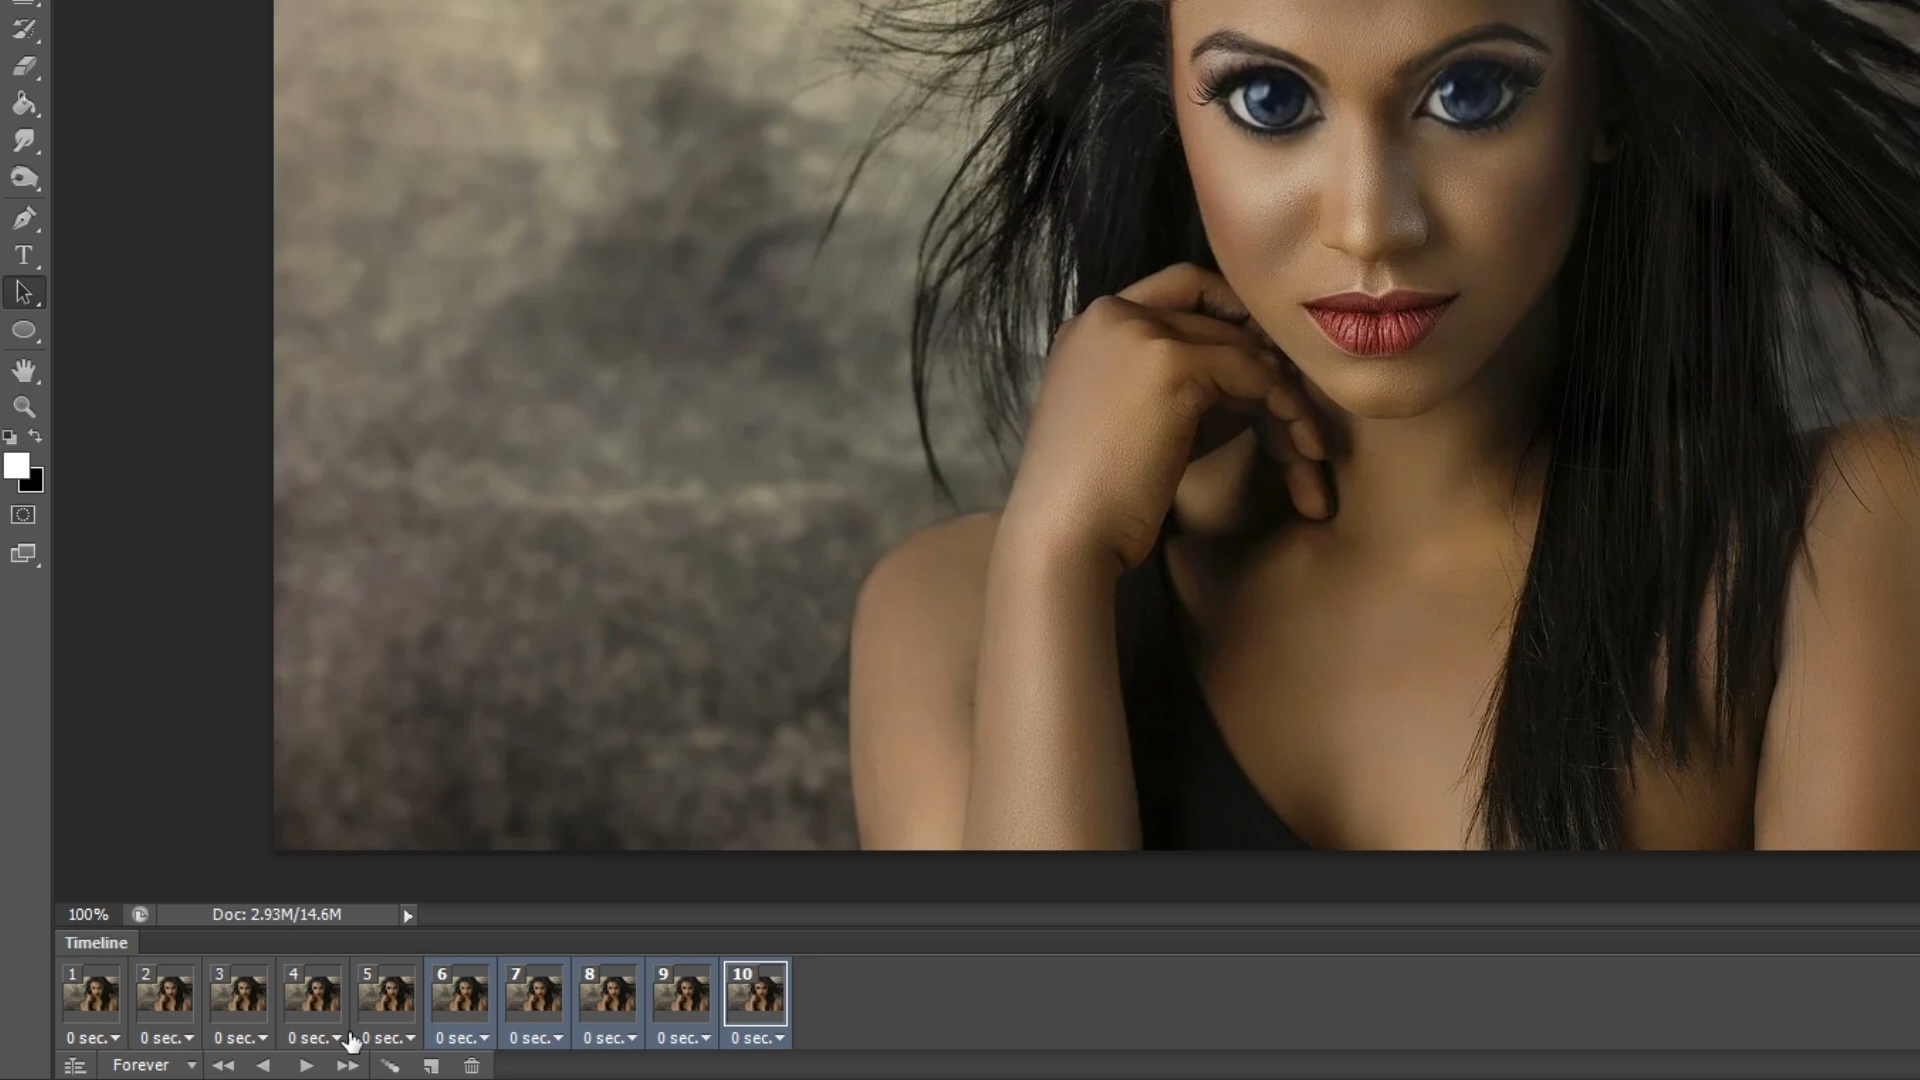 T
100%
Doc: 2.93M/14.6M
Timeline
1 2 3 4 5 6 7 8 9 10
0 sec. 0 sec. 0 sec. 0 sec. 0 sec. 0 sec. 0 sec. 0 sec. 0 sec. 0 sec.
Forever